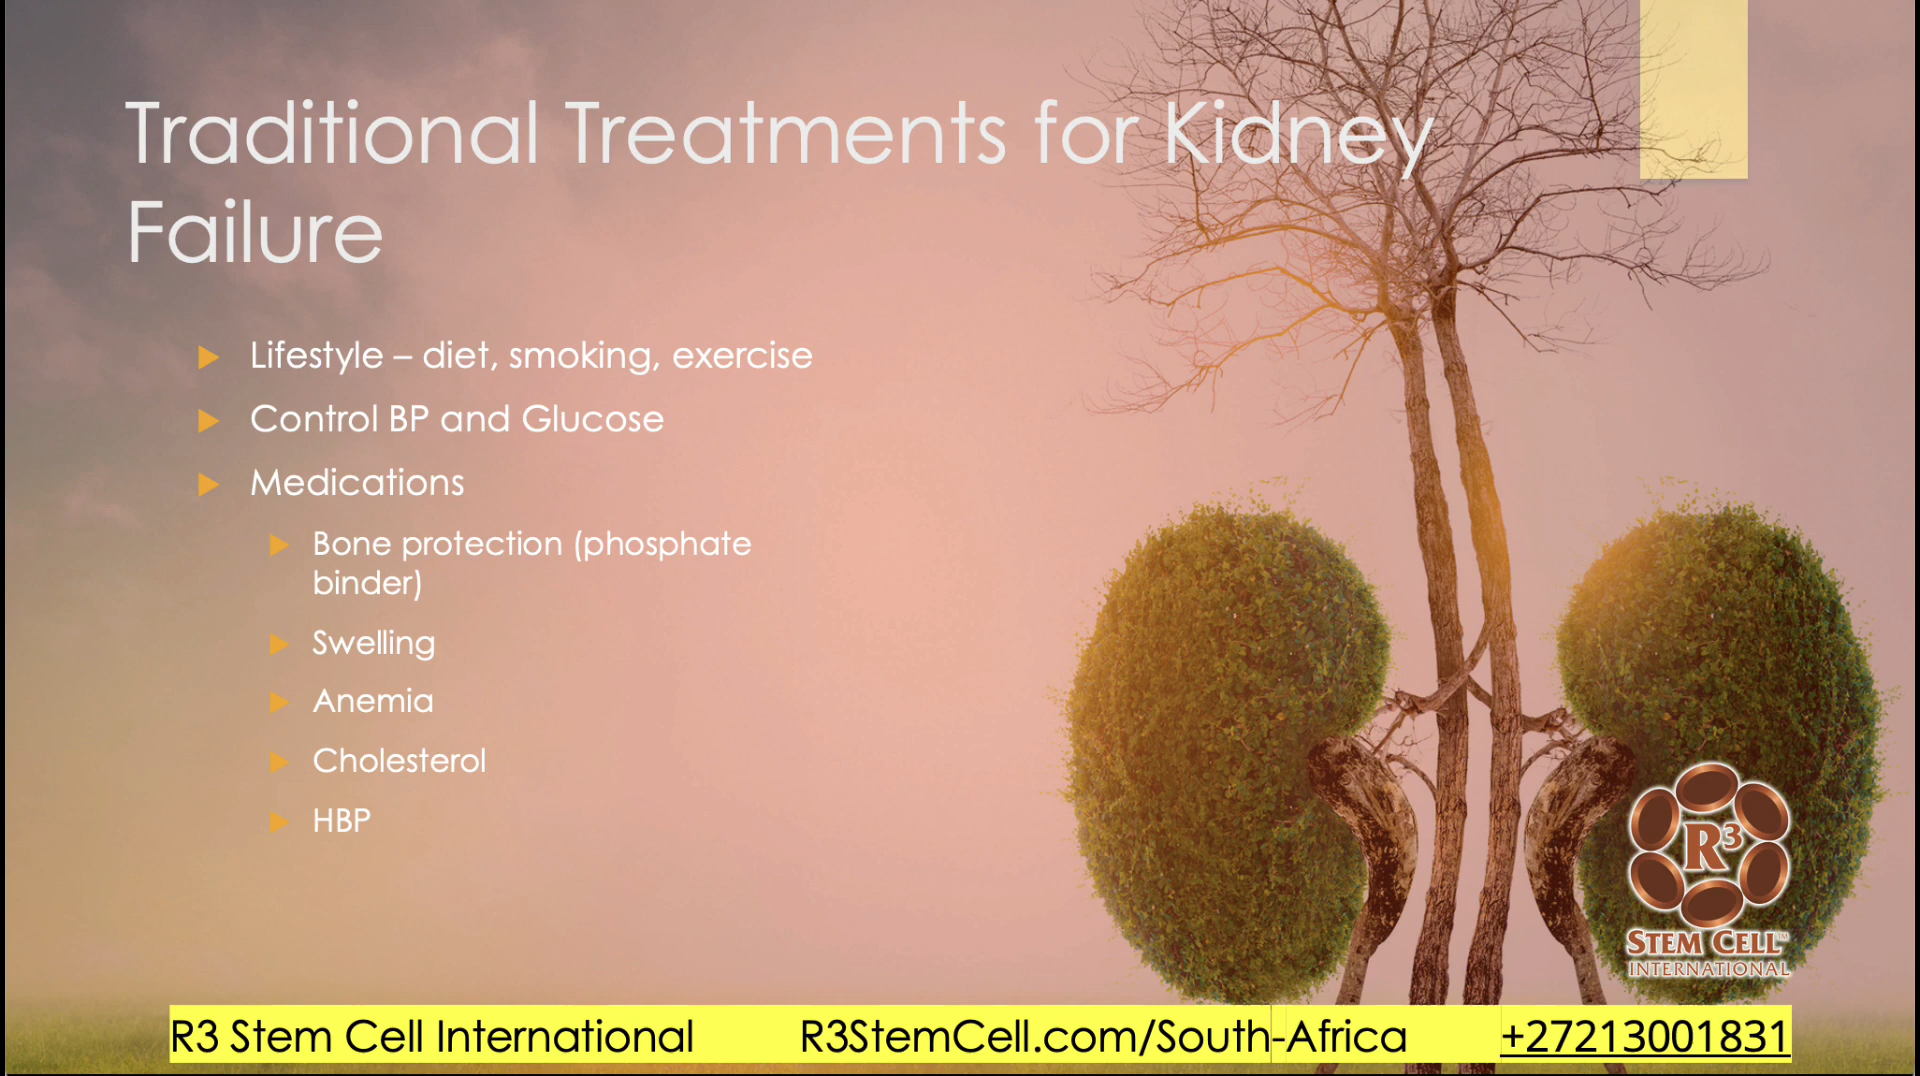 Traditional Treatments for Kidney
Failure
Lifestyle – diet, smoking, exercise
Control BP and Glucose
Medications
Bone protection (phosphate
binder)
Swelling
Anemia
Cholesterol
HBP
R3
STEM CELL™
INTERNATIONAL
R3 Stem Cell International R3StemCell.com/South-Africa +27213001831